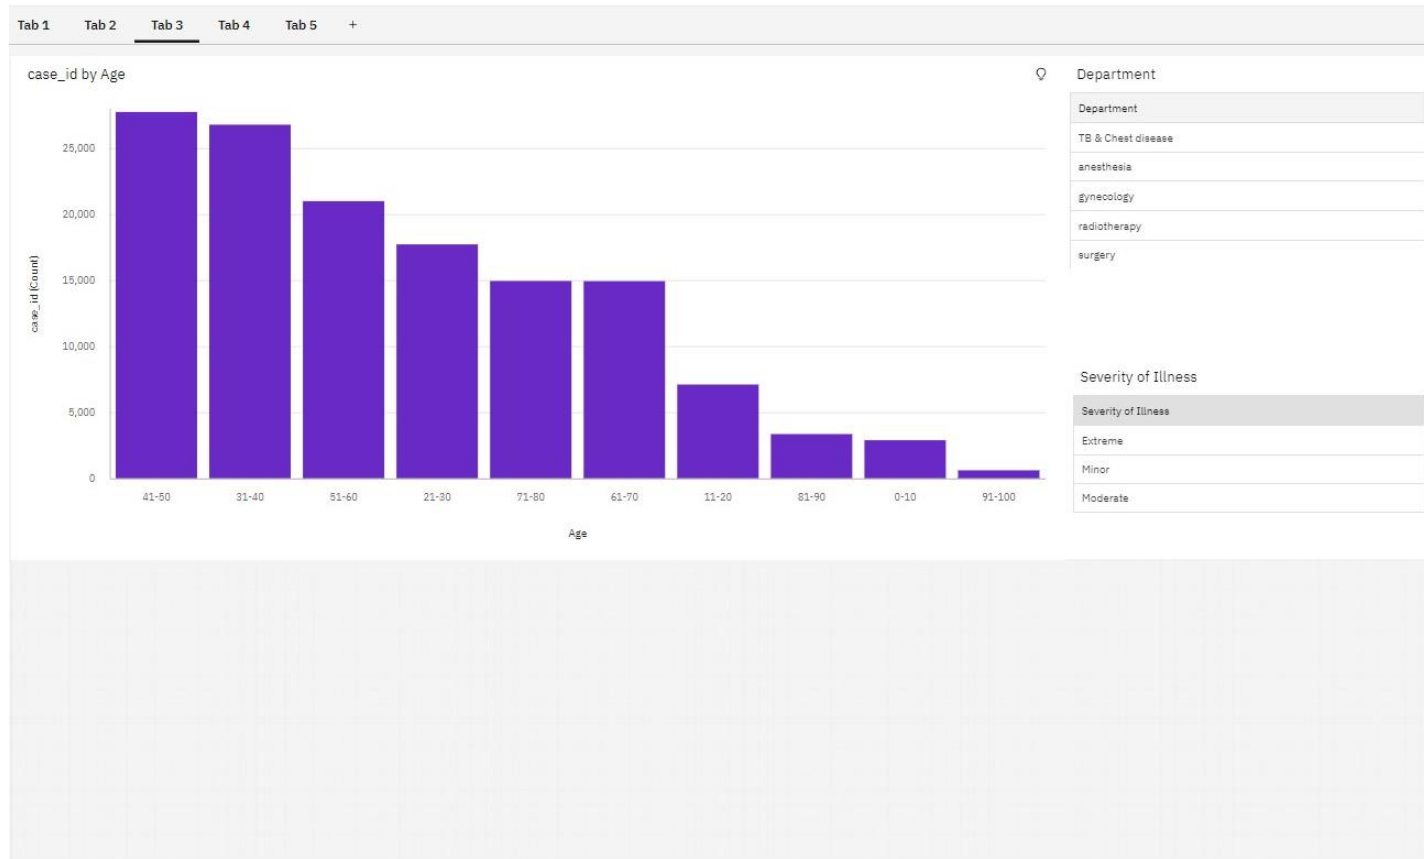 Tab 1 Tab 2 Tab 3 Tab 4 Tab 5 +
case_id by Age
25,000
20,000
15,000
10,000
5,000
0
case_id (Count)
41-50 31-40 51-60 21-30 71-80 61-70 11-20 81-90 0-10 91-100
Age
Department
Department
TB & Chest disease
anesthesia
gynecology
radiotherapy
surgery
Severity of Illness
Severity of Illness
Extreme
Minor
Moderate